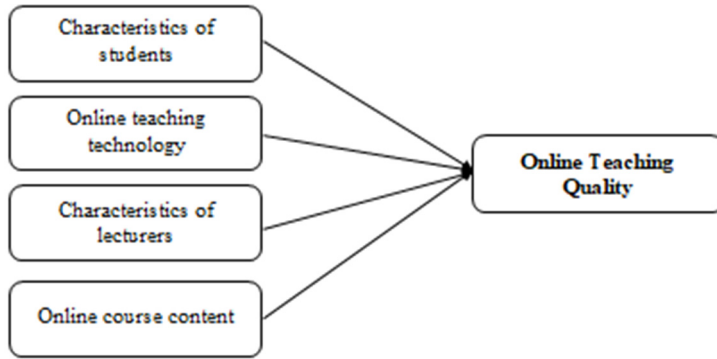 Characteristics of
students
Online teaching
technology
Characteristics of
lecturers
Online course content
Online Teaching
Quality